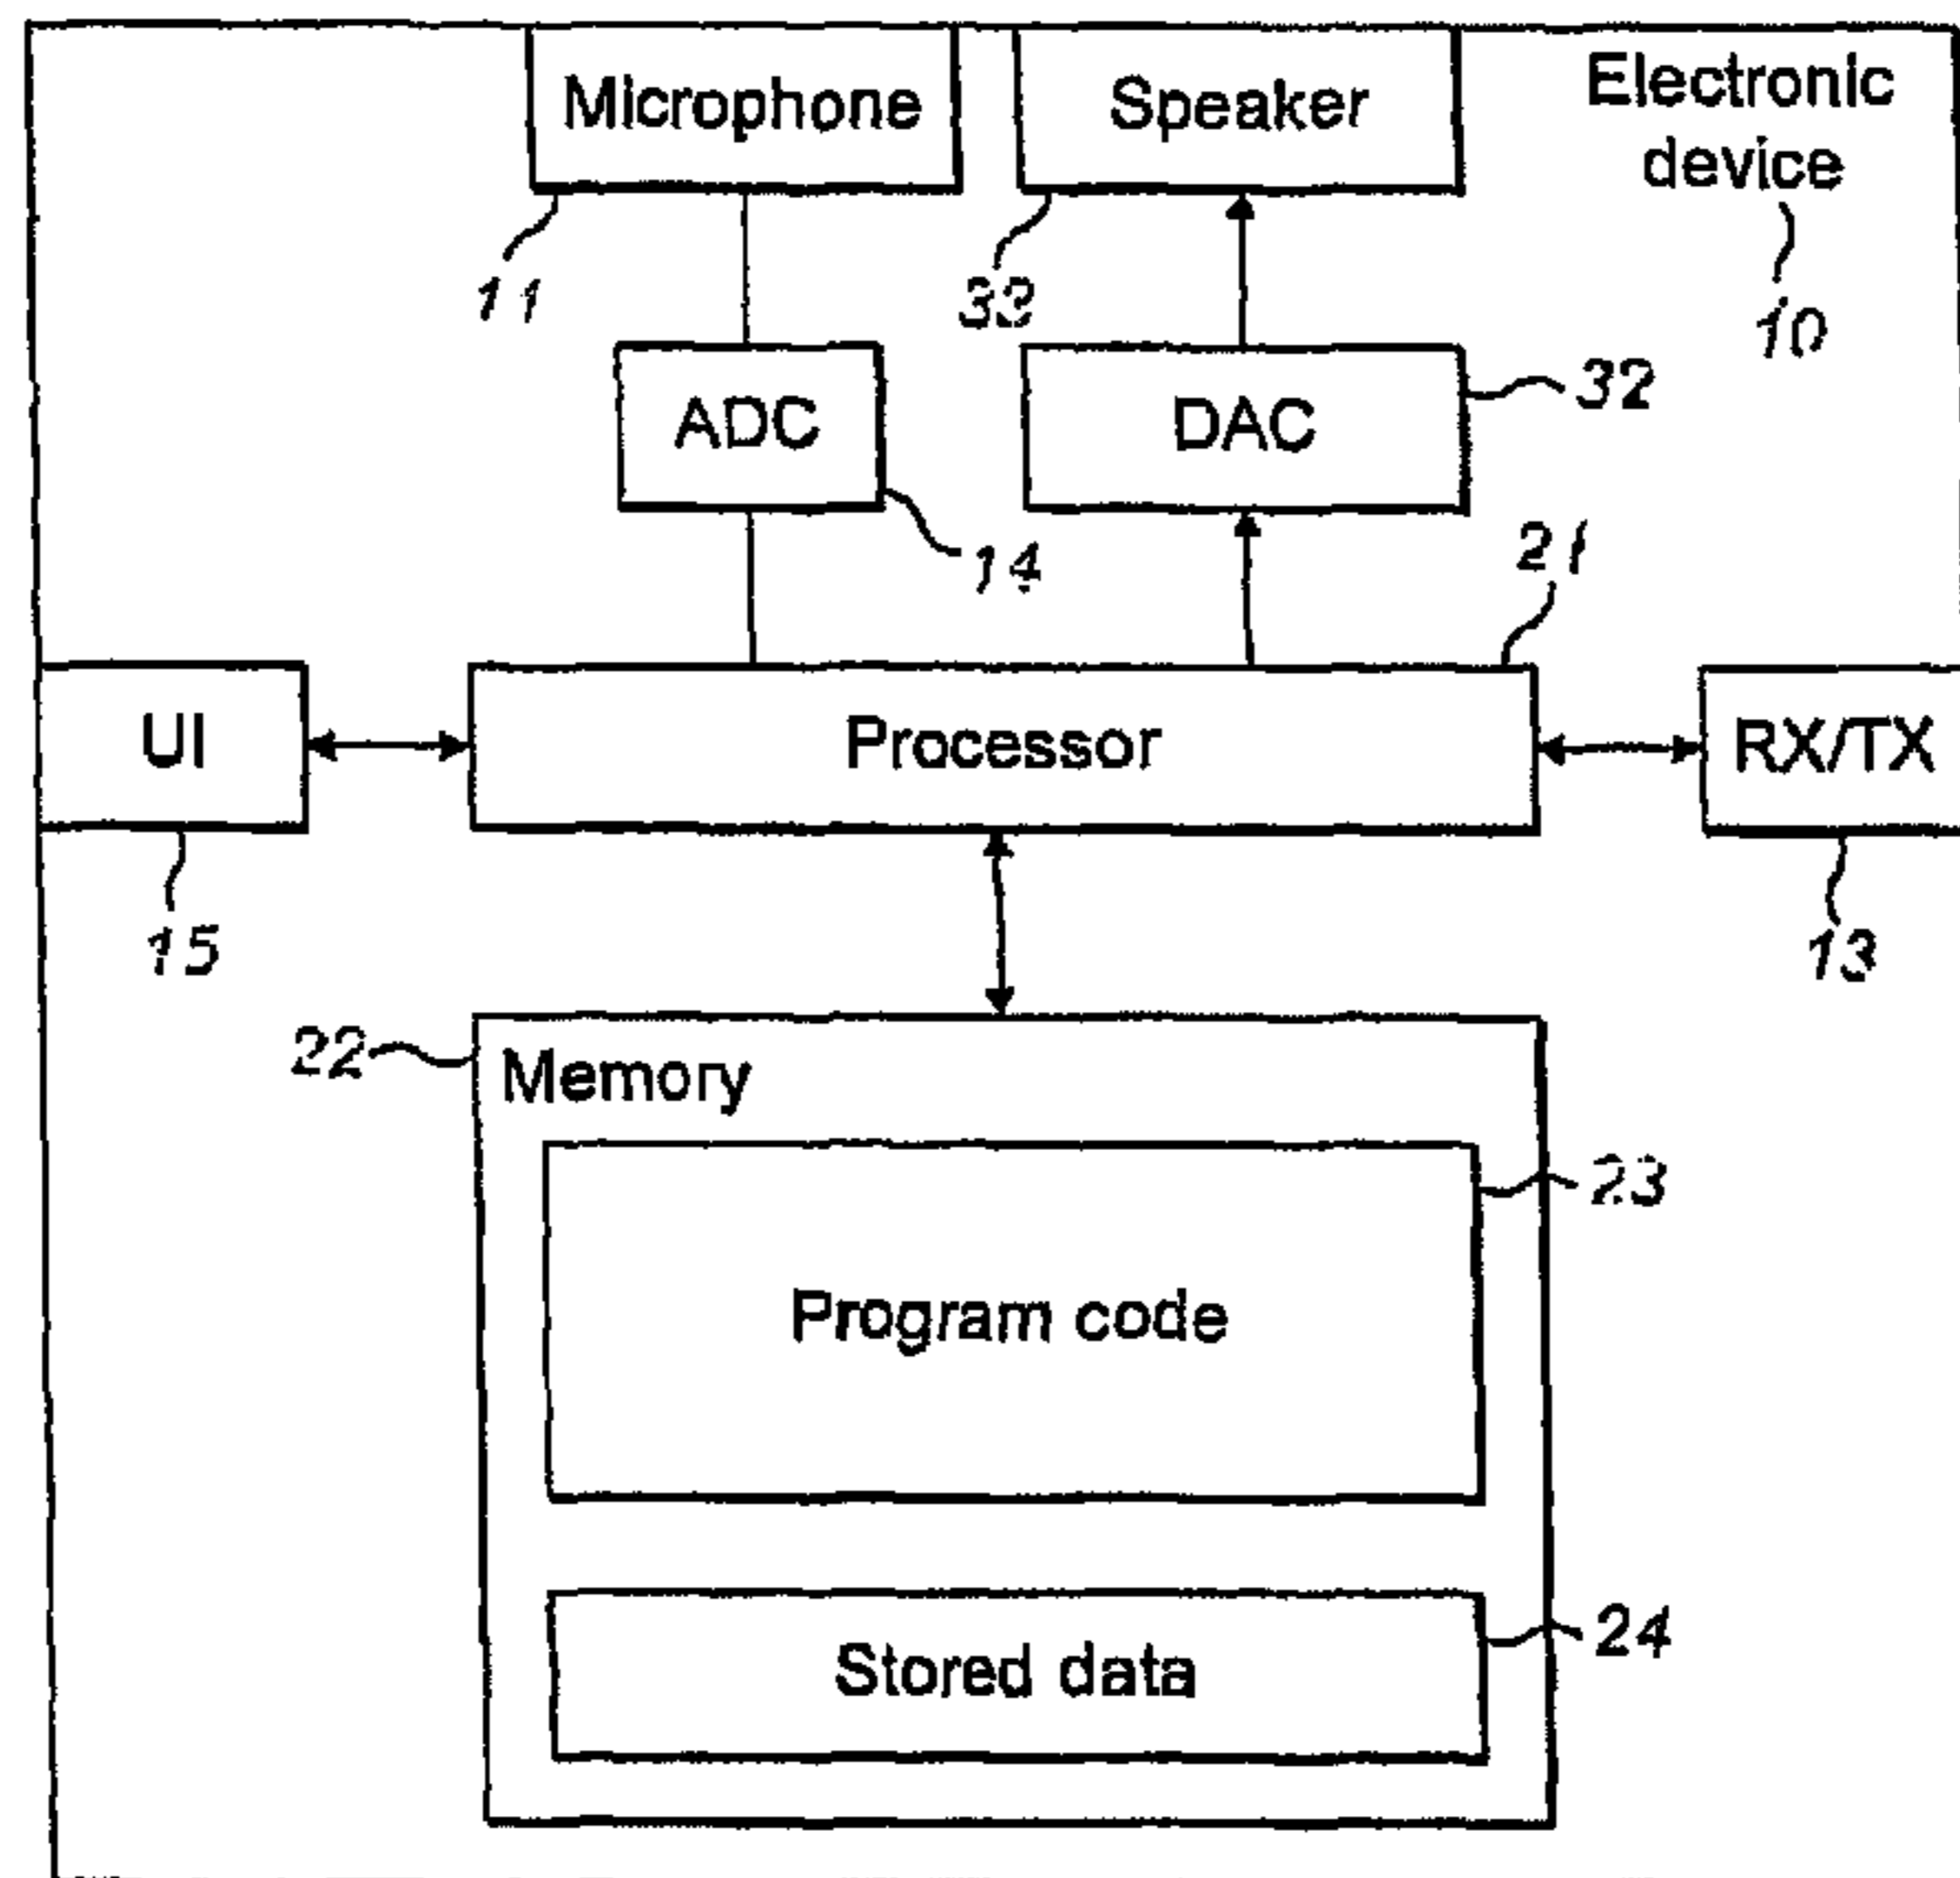 Microphone
Speaker
Electronic
device
11
33
10
ADC
DAC
32
14
21
UI
Processor
RX/TX
15
13
22
Memory
23
Program code
24
Stored data